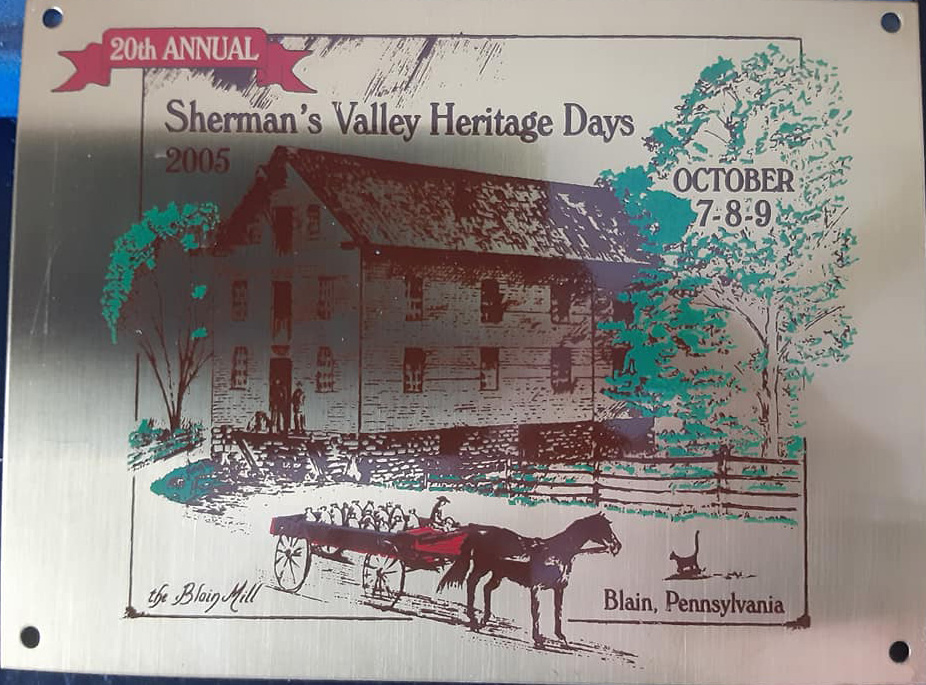 20th ANNUAL
Sherman's Valley Heritage Days
2005
OCTOBER
7-8-9
the Blain Mill
Blain, Pennsylvania